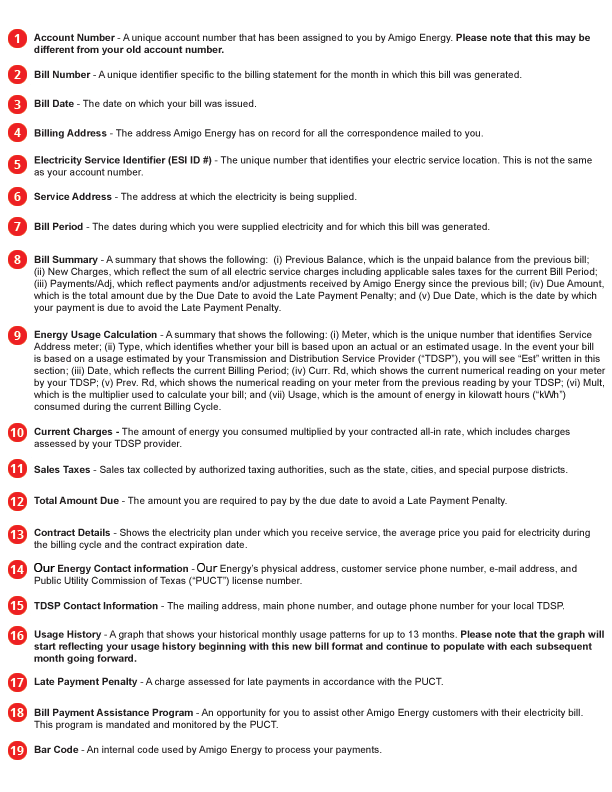 1 Account Number - A unique account number that has been assigned to you by Amigo Energy. Please note that this may be
different from your old account number.
2 Bill Number - A unique identifier specific to the billing statement for the month in which this bill was generated.
3 Bill Date - The date on which your bill was issued.
4 Billing Address - The address Amigo Energy has on record for all the correspondence mailed to you.
5 Electricity Service Identifier (ESI ID #) - The unique number that identifies your electric service location. This is not the same
as your account number.
6 Service Address - The address at which the electricity is being supplied.
7 Bill Period - The dates during which you were supplied electricity and for which this bill was generated.
8 Bill Summary - A summary that shows the following: (i) Previous Balance, which is the unpaid balance from the previous bill;
(ii) New Charges, which reflect the sum of all electric service charges including applicable sales taxes for the current Bill Period;
(iii) Payments/Adj, which reflect payments and/or adjustments received by Amigo Energy since the previous bill; (iv) Due Amount,
which is the total amount due by the Due Date to avoid the Late Payment Penalty; and (v) Due Date, which is the date by which
your payment is due to avoid the Late Payment Penalty.
9 Energy Usage Calculation - A summary that shows the following: (i) Meter, which is the unique number that identifies Service
Address meter; (ii) Type, which identifies whether your bill is based upon an actual or an estimated usage. In the event your bill
is based on a usage estimated by your Transmission and Distribution Service Provider (“TDSP”), you will see “Est” written in this
section; (iii) Date, which reflects the current Billing Period; (iv) Curr. Rd, which shows the current numerical reading on your meter
by your TDSP; (v) Prev. Rd, which shows the numerical reading on your meter from the previous reading by your TDSP; (vi) Mult,
which is the multiplier used to calculate your bill; and (vii) Usage, which is the amount of energy in kilowatt hours (“kWh”)
consumed during the current Billing Cycle.
10 Current Charges - The amount of energy you consumed multiplied by your contracted all-in rate, which includes charges
assessed by your TDSP provider.
11 Sales Taxes - Sales tax collected by authorized taxing authorities, such as the state, cities, and special purpose districts.
12 Total Amount Due - The amount you are required to pay by the due date to avoid a Late Payment Penalty.
13 Contract Details - Shows the electricity plan under which you receive service, the average price you paid for electricity during
the billing cycle and the contract expiration date.
14 Our Energy Contact information - Our Energy's physical address, customer service phone number, e-mail address, and
Public Utility Commission of Texas (“PUCT”) license number.
15 TDSP Contact Information - The mailing address, main phone number, and outage phone number for your local TDSP.
16 Usage History - A graph that shows your historical monthly usage patterns for up to 13 months. Please note that the graph will
start reflecting your usage history beginning with this new bill format and continue to populate with each subsequent
month going forward.
17 Late Payment Penalty - A charge assessed for late payments in accordance with the PUCT.
18 Bill Payment Assistance Program - An opportunity for you to assist other Amigo Energy customers with their electricity bill.
This program is mandated and monitored by the PUCT.
19 Bar Code - An internal code used by Amigo Energy to process your payments.